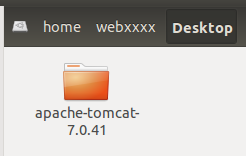 home webxxxx Desktop
apache-tomcat-
7.0.41